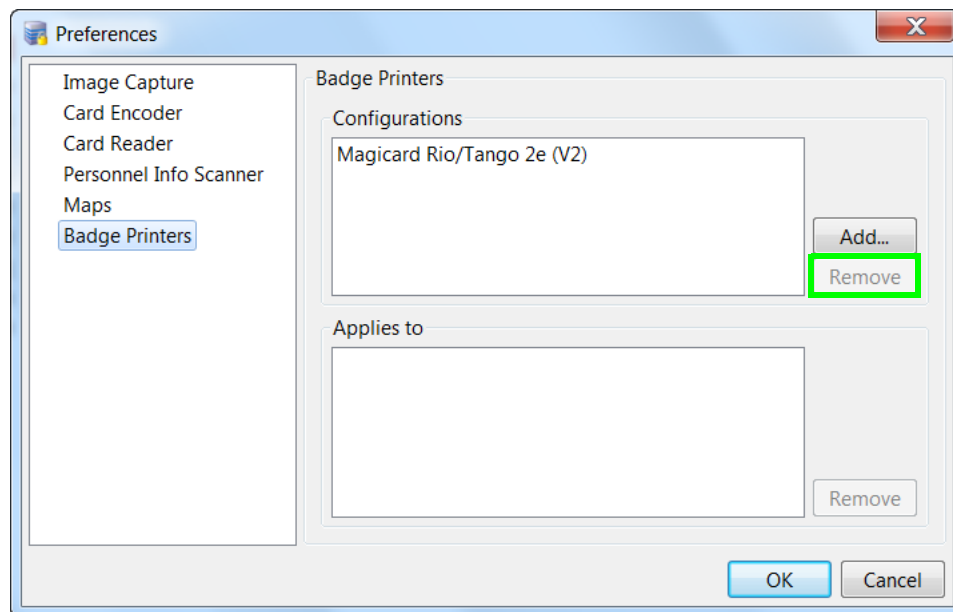 Preferences
X
Image Capture
Card Encoder
Card Reader
Personnel Info Scanner
Maps
Badge Printers
Badge Printers
Configurations
Magicard Rio/Tango 2e (V2)
Add...
Remove
Applies to
Remove
OK
Cancel